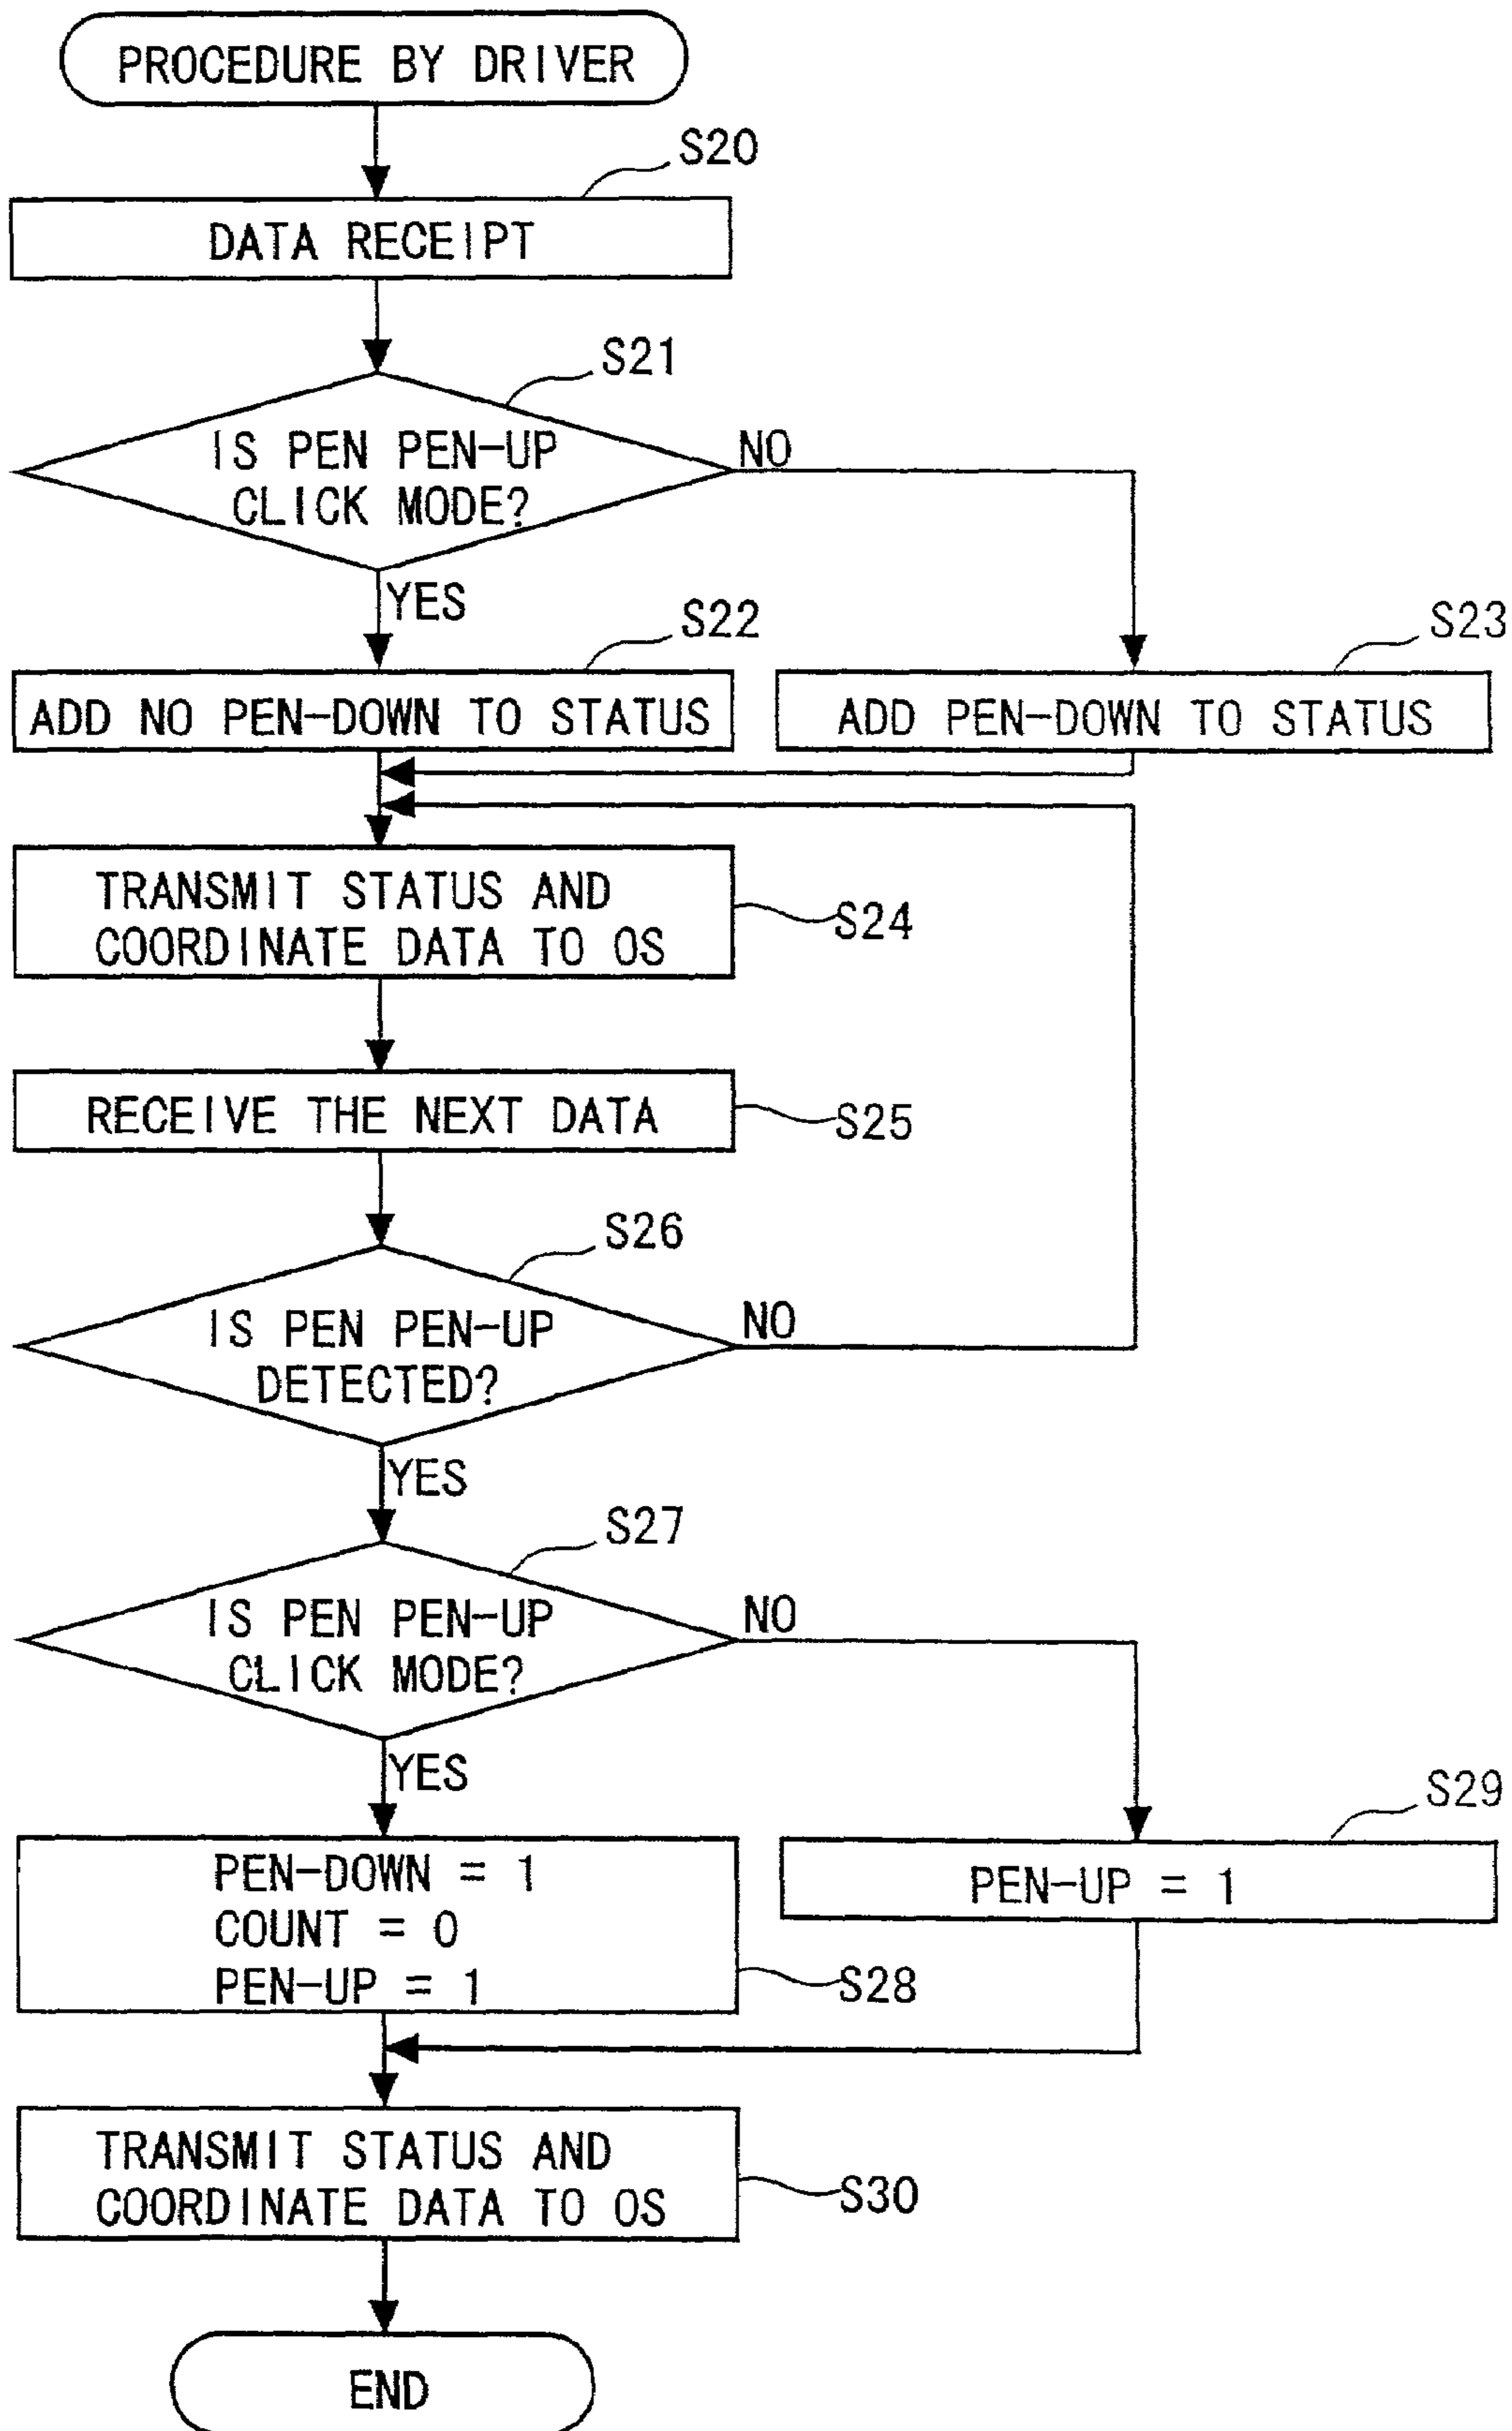 PROCEDURE BY DRIVER
S20
DATA RECEIPT
S21
IS PEN PEN-UP
CLICK MODE?
NO
YES
S22
ADD NO PEN-DOWN TO STATUS
S23
ADD PEN-DOWN TO STATUS
TRANSMIT STATUS AND
COORDINATE DATA TO OS
S24
RECEIVE THE NEXT DATA
S25
S26
IS PEN PEN-UP
DETECTED?
NO
YES
S27
IS PEN PEN-UP
CLICK MODE?
NO
YES
PEN-DOWN = 1
COUNT = 0
PEN-UP = 1
S28
S29
PEN-UP = 1
TRANSMIT STATUS AND
COORDINATE DATA TO OS
S30
END